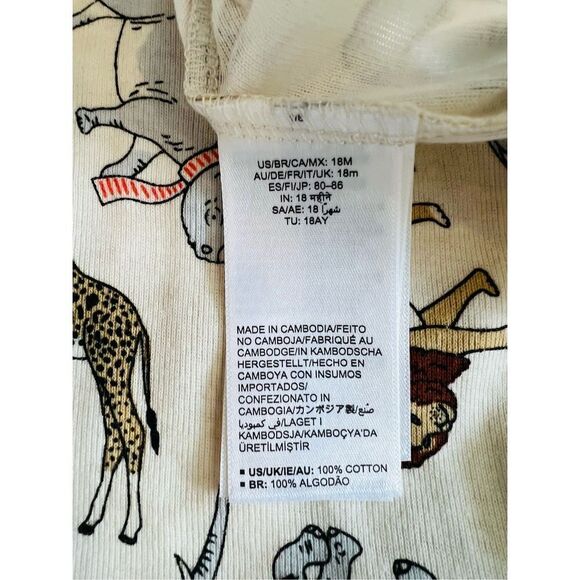 US/BR/CA/MX: 18M
AU/DE/FR/IT/UK: 18m
ES/FI/JP: 80–86
IN: 18 महीने
SA/AE: 18 شهرًا
TU: 18AY
MADE IN CAMBODIA/FEITO
NO CAMBOJA/FABRIQUÉ AU
CAMBODGE/IN KAMBODSCHA
HERGESTELLT/HECHO EN
CAMBOYA CON INSUMOS
IMPORTADOS/
CONFEZIONATO IN
CAMBOGIA/カンボジア製/صُنع
في كمبوديا/LAGET I
KAMBODSJA/KAMBOÇYA'DA
ÜRETİLMİŞTİR
■ US/UK/IE/AU: 100% COTTON
■ BR: 100% ALGODÃO